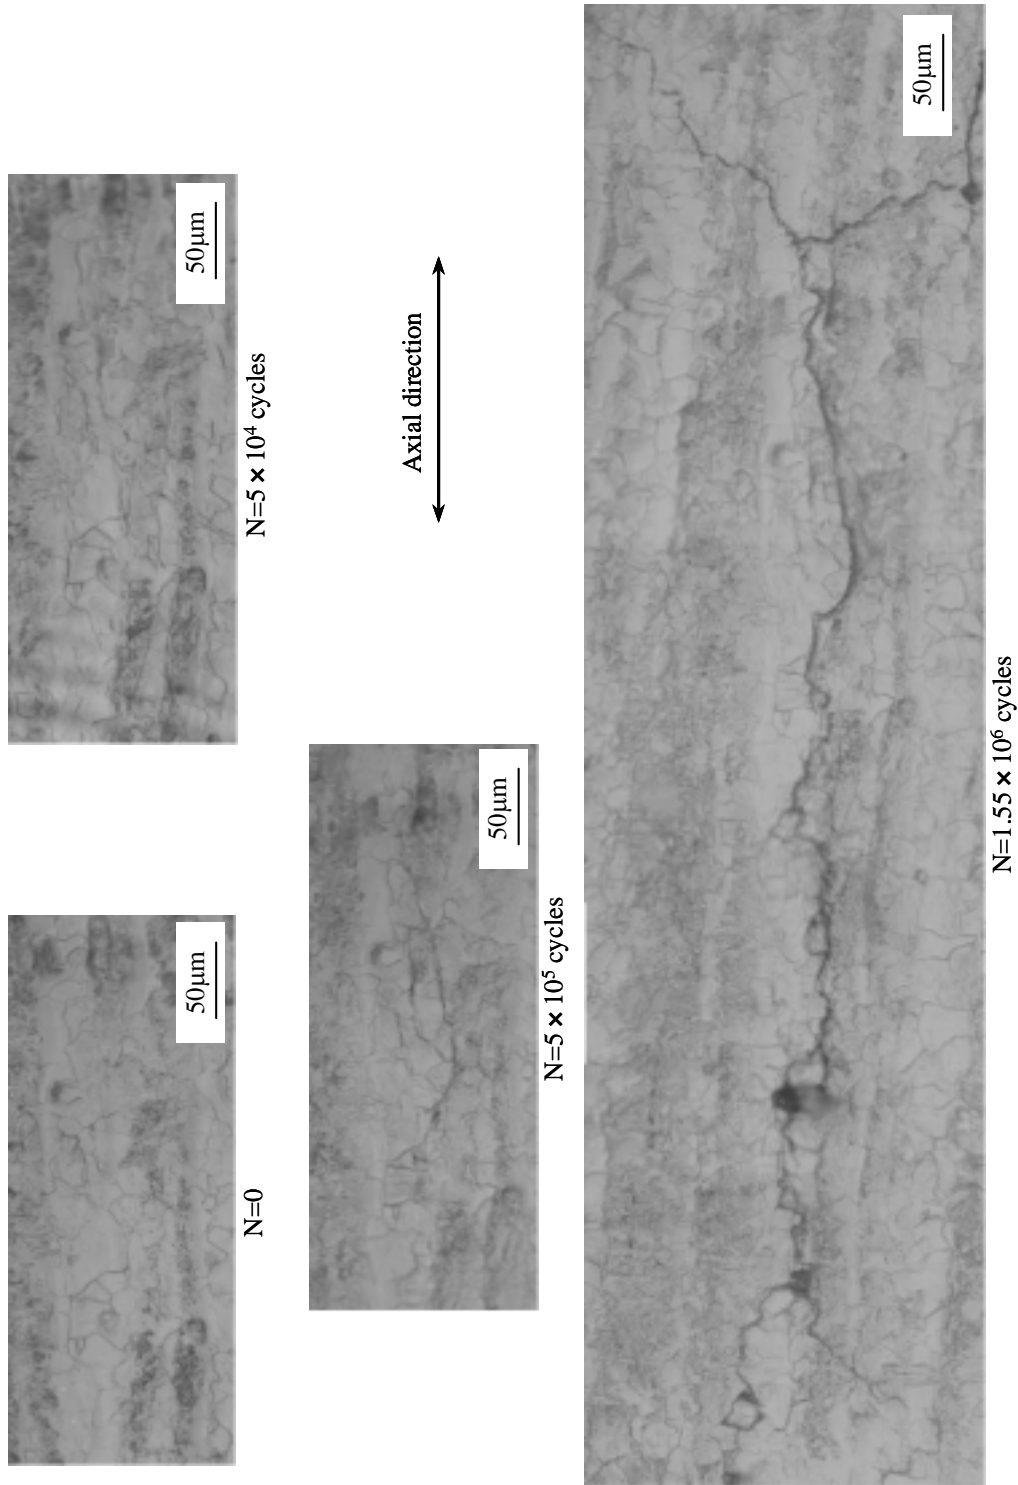 50μm
N=0
50μm
N=5×10⁴ cycles
50μm
N=5×10⁵ cycles
Axial direction
50μm
N=1.55×10⁶ cycles